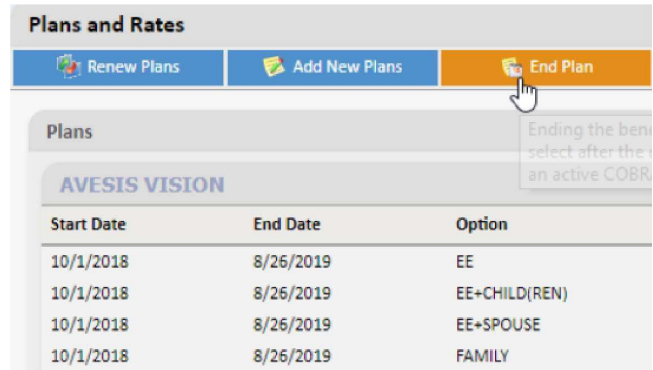 Plans and Rates
Renew Plans Add New Plans End Plan
Plans
Ending the bene
select after the
an active COBRA
AVESIS VISION
Start Date End Date Option
10/1/2018 8/26/2019 EE
10/1/2018 8/26/2019 EE+CHILD(REN)
10/1/2018 8/26/2019 EE+SPOUSE
10/1/2018 8/26/2019 FAMILY